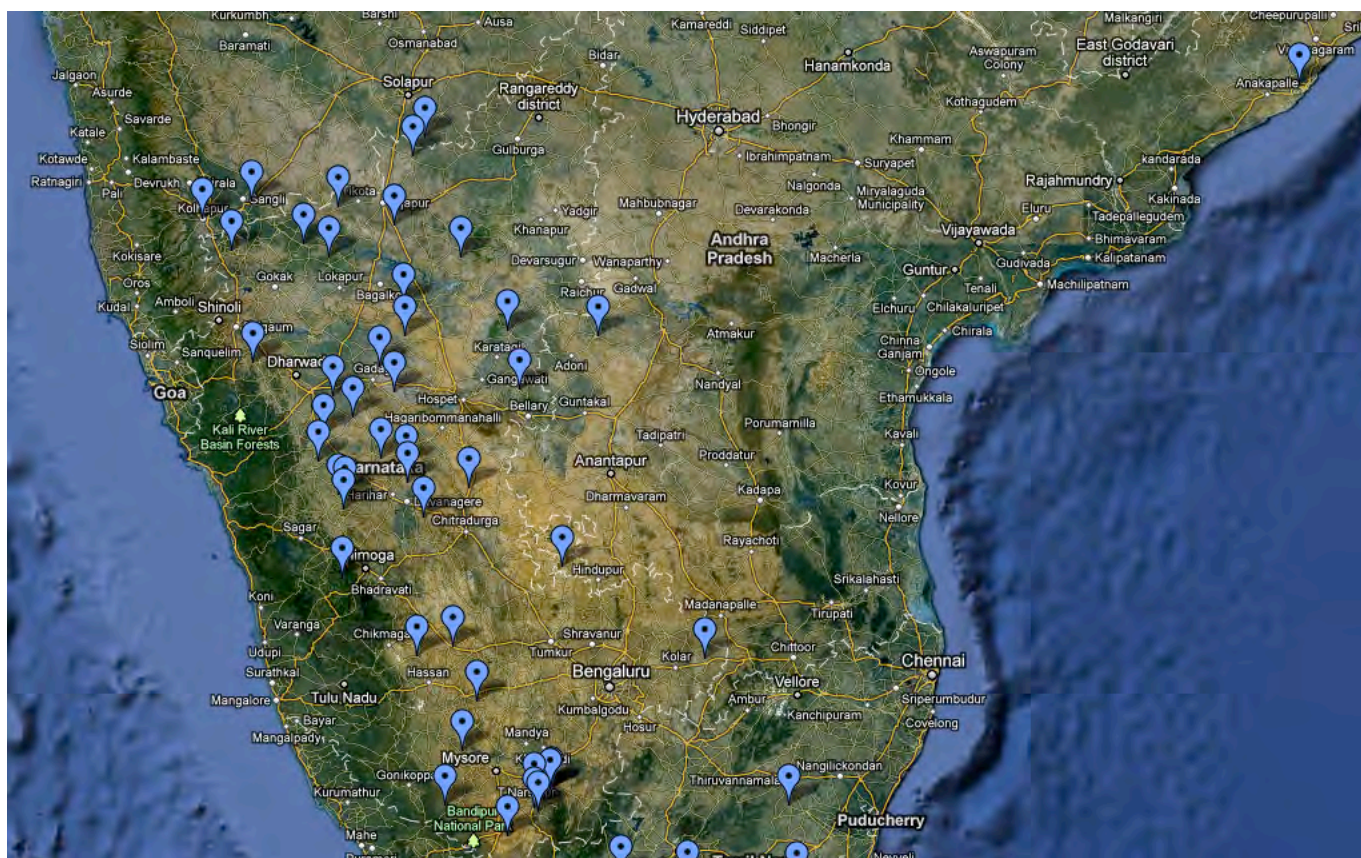 Kurkumbh
Barshi
Ausa
Kamareddi
Siddipet
Malkangiri
Cheepurupalli
Baramati
Osmanabad
Bidar
Hanamkonda
Aswapuram
Colony
East Godavari
district
Jalgaon
Asurde
Solapur
Rangareddy
district
Kothagudem
Anakapalle
Savarde
Katale
Hyderabad
Bhongir
Khammam
Kotawde
Kalambaste
Gulburga
Ibrahimpatnam
Suryapet
kandarada
Ratnagiri
Pali
Devrukh
Sangli
Nalgonda
Miryalaguda
Municipality
Rajahmundry
Kakinada
Yadgir
Khanapur
Mahbubnagar
Devarakonda
Eluru
Tadepallegudem
Vijayawada
Bhimavaram
Kokisare
Devarsugur
Wanaparthy
Andhra
Pradesh
Macherla
Gudivada
Kalipatanam
Gokak
Lokapur
Raichur
Gadwal
Guntur
Tenali
Machilipatnam
Oros
Amboli
Kudal
Shinoli
Elchuru
Chilakaluripet
Siolim
Sanquelim
Karatagi
Atmakur
Chirala
Chinna
Ganjam
Adoni
Ongole
Goa
Nandyal
Ethamukkala
Hospet
Bellary
Guntakal
Haganbommanahalli
Porumamilla
Kali River
Basin Forests
Tadipatri
Kavali
Anantapur
Proddatur
Dharmavaram
Kadapa
Kovur
Harihar
Nellore
Sagar
Chitradurga
Rayachoti
Hindupur
Bhadravati
Srikalahasti
Koni
Madanapalle
Tirupati
Varanga
Udupi
Shravanur
Tumkur
Kolar
Chittoor
Chennai
Surathkal
Hassan
Bengaluru
Mangalore
Tulu Nadu
Vellore
Sriperumbudur
Kumbalgodu
Ambur
Kanchipuram
Covelong
Bayar
Mangalpady
Mandya
Hosur
Mysore
Thiruvannamalai
Nangilickondan
Kurumathur
Bandipur
National Park
Puducherry
Mahe